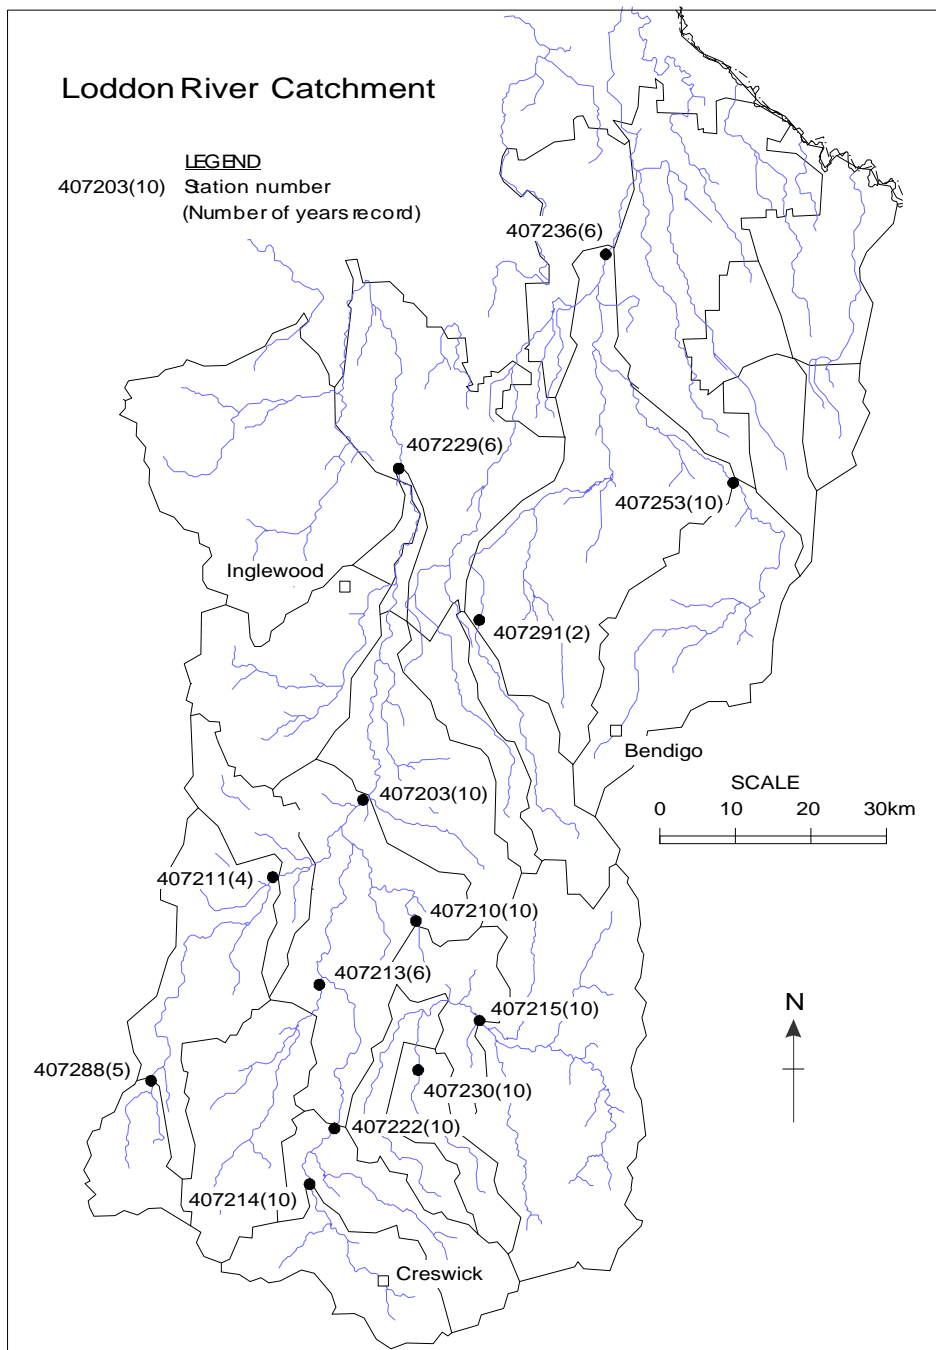 Loddon River Catchment
LEGEND
407203(10) Station number
(Number of years record)
407236(6)
407229(6)
407253(10)
Inglewood
407291(2)
Bendigo
SCALE
0 10 20 30km
407203(10)
407211(4)
407210(10)
407213(6)
407215(10)
N
407288(5)
407230(10)
407222(10)
407214(10)
Creswick